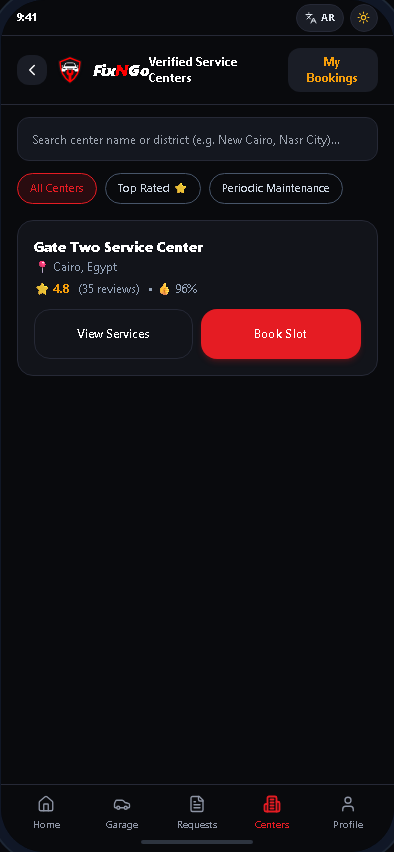 9:41
AR
FixNGo
Verified Service
Centers
My
Bookings
Search center name or district (e.g. New Cairo, Nasr City)...
All Centers
Top Rated ⭐
Periodic Maintenance
Gate Two Service Center
📍 Cairo, Egypt
⭐ 4.8 (35 reviews) • 👍 96%
View Services
Book Slot
Home
Garage
Requests
Centers
Profile